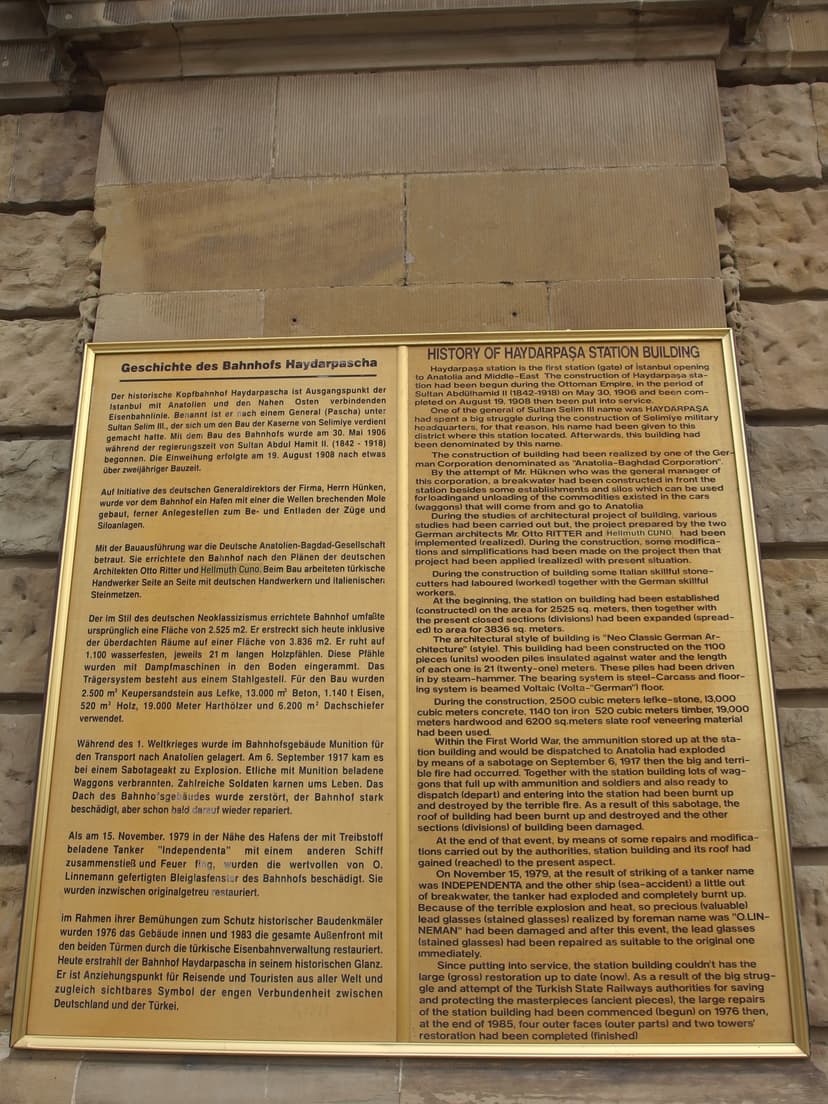 Geschichte des Bahnhofs Haydarpascha
Der historische Kopfbahnhof Haydarpascha ist Ausgangspunkt der
Istanbul mit Anatolien und den Nahen Osten verbindenden
Eisenbahnlinie. Benannt ist er nach einem General (Pascha) unter
Sultan Selim III., der sich um den Bau der Kaserne von Selimiye verdient
gemacht hatte. Mit dem Bau des Bahnhofs wurde am 30. Mai 1906
während der regierungszeit von Sultan Abdul Hamit II. (1842 - 1918)
begonnen. Die Einweihung erfolgte am 19. August 1908 nach etwas
über zweijähriger Bauzeit.
Auf Initiative des deutschen Generaldirektors der Firma, Herrn Hünken,
wurde vor dem Bahnhof ein Hafen mit einer die Wellen brechenden Mole
gebaut, ferner Anlegestellen zum Be- und Entladen der Züge und
Siloanlagen.
Mit der Bauausführung war die Deutsche Anatolien-Bagdad-Gesellschaft
betraut. Sie errichtete den Bahnhof nach den Plänen der deutschen
Architekten Otto Ritter und Hellmuth Cuno. Beim Bau arbeiteten türkische
Handwerker Seite an Seite mit deutschen Handwerkern und italienischen
Steinmetzen.
Der im Stil des deutschen Neoklassizismus errichtete Bahnhof umfaßte
ursprünglich eine Fläche von 2.525 m2. Er erstreckt sich heute inklusive
der überdachten Räume auf einer Fläche von 3.836 m2. Er ruht auf
1.100 wasserfesten, jeweils 21 m langen Holzpfählen. Diese Pfähle
wurden mit Dampfmaschinen in den Boden eingerammt. Das
Trägersystem besteht aus einem Stahlgestell. Für den Bau wurden
2.500 m³ Keupersandstein aus Lefke, 13.000 m³ Beton, 1.140 t Eisen,
520 m³ Holz, 19.000 Meter Harthölzer und 6.200 m² Dachschiefer
verwendet.
Während des 1. Weltkrieges wurde im Bahnhofsgebäude Munition für
den Transport nach Anatolien gelagert. Am 6. September 1917 kam es
bei einem Sabotageakt zu Explosion. Etliche mit Munition beladene
Waggons verbrannten. Zahlreiche Soldaten karnen ums Leben. Das
Dach des Bahnhofsgebäudes wurde zerstört, der Bahnhof stark
beschädigt, aber schon bald darauf wieder repariert.
Als am 15. November. 1979 in der Nähe des Hafens der mit Treibstoff
beladene Tanker "Independenta" mit einem anderen Schiff
zusammenstieß und Feuer fing, wurden die wertvollen von O.
Linnemann gefertigten Bleiglasfenster des Bahnhofs beschädigt. Sie
wurden inzwischen originalgetreu restauriert.
im Rahmen ihrer Bemühungen zum Schutz historischer Baudenkmäler
wurden 1976 das Gebäude innen und 1983 die gesamte Außenfront mit
den beiden Türmen durch die türkische Eisenbahnverwaltung restauriert.
Heute erstrahlt der Bahnhof Haydarpascha in seinem historischen Glanz.
Er ist Anziehungspunkt für Reisende und Touristen aus aller Welt und
zugleich sichtbares Symbol der engen Verbundenheit zwischen
Deutschland und der Türkei.
HISTORY OF HAYDARPAŞA STATION BUILDING
Haydarpaşa station is the first station (gate) of İstanbul opening
to Anatolia and Middle-East The construction of Haydarpaşa sta-
tion had been begun during the Ottoman Empire, in the period of
Sultan Abdülhamid II (1842-1918) on May 30, 1906 and been com-
pleted on August 19, 1908 then been put into service.
One of the general of Sultan Selim III name was HAYDARPAŞA
had spent a big struggle during the construction of Selimiye military
headquarters, for that reason, his name had been given to this
district where this station located. Afterwards, this building had
been denominated by this name.
The construction of building had been realized by one of the Ger-
man Corporation denominated as "Anatolia-Baghdad Corporation".
By the attempt of Mr. Hüknen who was the general manager of
this corporation, a breakwater had been constructed in front the
station besides some establishments and silos which can be used
for loadingand unloading of the commodities existed in the cars
(waggons) that will come from and go to Anatolia
During the studies of architectural project of building, various
studies had been carried out but, the project prepared by the two
German architects Mr. Otto RITTER and Hellmuth CUNO had been
implemented (realized). During the construction, some modifica-
tions and simplifications had been made on the project then that
project had been applied (realized) with present situation.
During the construction of building some Italian skillful stone-
cutters had laboured (worked) together with the German skillful
workers.
At the beginning, the station on building had been established
(constructed) on the area for 2525 sq. meters, then together with
the present closed sections (divisions) had been expanded (spread-
ed) to area for 3836 sq. meters.
The architectural style of building is "Neo Classic German Ar-
chitecture" (style). This building had been constructed on the 1100
pieces (units) wooden piles insulated against water and the length
of each one is 21 (twenty-one) meters. These piles had been driven
in by steam-hammer. The bearing system is steel-Carcass and floor-
ing system is beamed Voltaic (Volta-"German") floor.
During the construction, 2500 cubic meters lefke-stone, 13,000
cubic meters concrete, 1140 ton iron 520 cubic meters timber, 19,000
meters hardwood and 6200 sq.meters slate roof veneering material
had been used.
Within the First World War, the ammunition stored up at the sta-
tion building and would be dispatched to Anatolia had exploded
by means of a sabotage on September 6, 1917 then the big and terri-
ble fire had occurred. Together with the station building lots of wag-
gons that full up with ammunition and soldiers and also ready to
dispatch (depart) and entering into the station had been burnt up
and destroyed by the terrible fire. As a result of this sabotage, the
roof of building had been burnt up and destroyed and the other
sections (divisions) of building been damaged.
At the end of that event, by means of some repairs and modifica-
tions carried out by the authorities, station building and its roof had
gained (reached) to the present aspect.
On November 15, 1979, at the result of striking of a tanker name
was INDEPENDENTA and the other ship (sea-accident) a little out
of breakwater, the tanker had exploded and completely burnt up.
Because of the terrible explosion and heat, so precious (valuable)
lead glasses (stained glasses) realized by foreman name was "O.LIN-
NEMAN" had been damaged and after this event, the lead glasses
(stained glasses) had been repaired as suitable to the original one
immediately.
Since putting into service, the station building couldn't has the
large (gross) restoration up to date (now). As a result of the big strug-
gle and attempt of the Turkish State Railways authorities for saving
and protecting the masterpieces (ancient pieces), the large repairs
of the station building had been commenced (begun) on 1976 then,
at the end of 1985, four outer faces (outer parts) and two towers'
restoration had been completed (finished)